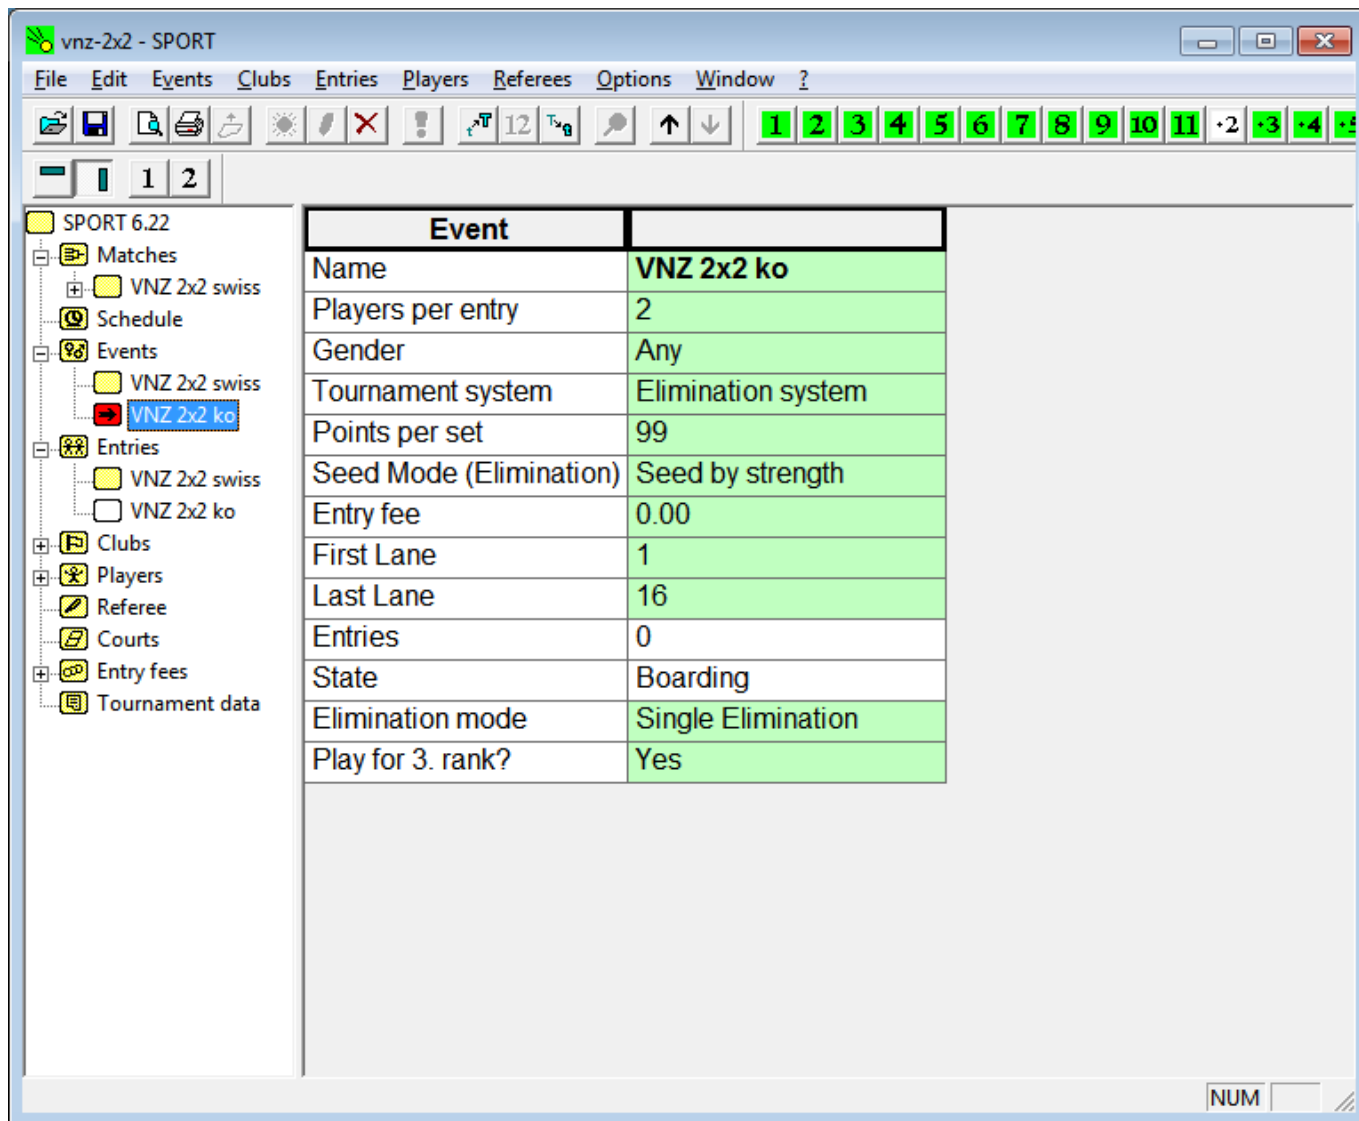 vnz-2x2 - SPORT
File Edit Events Clubs Entries Players Referees Options Window ?
12 1 2 3 4 5 6 7 8 9 10 11 +2 +3 +4
1 2
SPORT 6.22
Matches
VNZ 2x2 swiss
Schedule
Events
VNZ 2x2 swiss
VNZ 2x2 ko
Entries
VNZ 2x2 swiss
VNZ 2x2 ko
Clubs
Players
Referee
Courts
Entry fees
Tournament data
Event
Name VNZ 2x2 ko
Players per entry 2
Gender Any
Tournament system Elimination system
Points per set 99
Seed Mode (Elimination) Seed by strength
Entry fee 0.00
First Lane 1
Last Lane 16
Entries 0
State Boarding
Elimination mode Single Elimination
Play for 3. rank? Yes
NUM